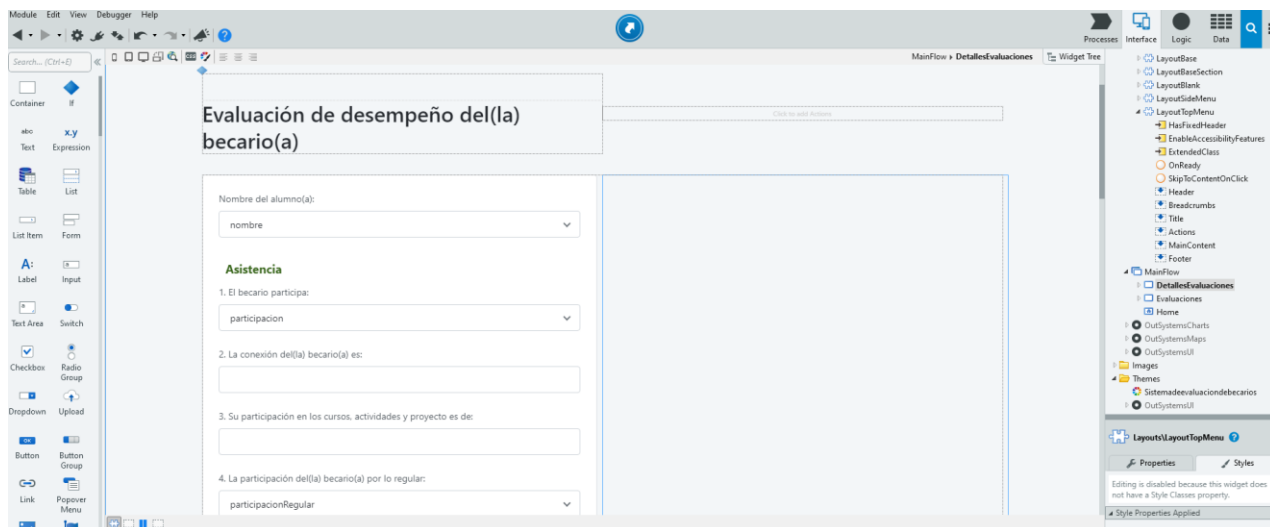 Module Edit View Debugger Help
Processes Interface Logic Data
Search... (Ctrl+E)
MainFlow ▸ DetallesEvaluaciones Widget Tree
Container If
abc x.y
Text Expression
Table List
List Item Form
A:
Label Input
Text Area Switch
Checkbox Radio Group
Dropdown Upload
OK
Button Button Group
Link Popover Menu
Evaluación de desempeño del(la)
becario(a)
Click to add Actions
Nombre del alumno(a):
nombre
Asistencia
1. El becario participa:
participacion
2. La conexión del(la) becario(a) es:
3. Su participación en los cursos, actividades y proyecto es de:
4. La participación del(la) becario(a) por lo regular:
participacionRegular
LayoutBase
LayoutBaseSection
LayoutBlank
LayoutSideMenu
LayoutTopMenu
HasFixedHeader
EnableAccessibilityFeatures
ExtendedClass
OnReady
SkipToContentOnClick
Header
Breadcrumbs
Title
Actions
MainContent
Footer
MainFlow
DetallesEvaluaciones
Evaluaciones
Home
OutSystemsCharts
OutSystemsMaps
OutSystemsUI
Images
Themes
Sistemadeevaluaciondebecarios
OutSystemsUI
Layouts\LayoutTopMenu
Properties Styles
Editing is disabled because this widget does
not have a Style Classes property.
Style Properties Applied